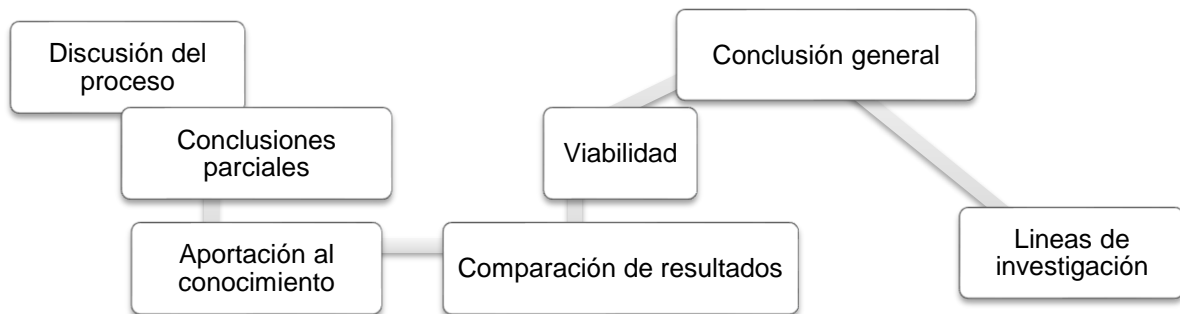 Discusión del
proceso
Conclusiones
parciales
Aportación al
conocimiento
Comparación de resultados
Viabilidad
Conclusión general
Lineas de
investigación